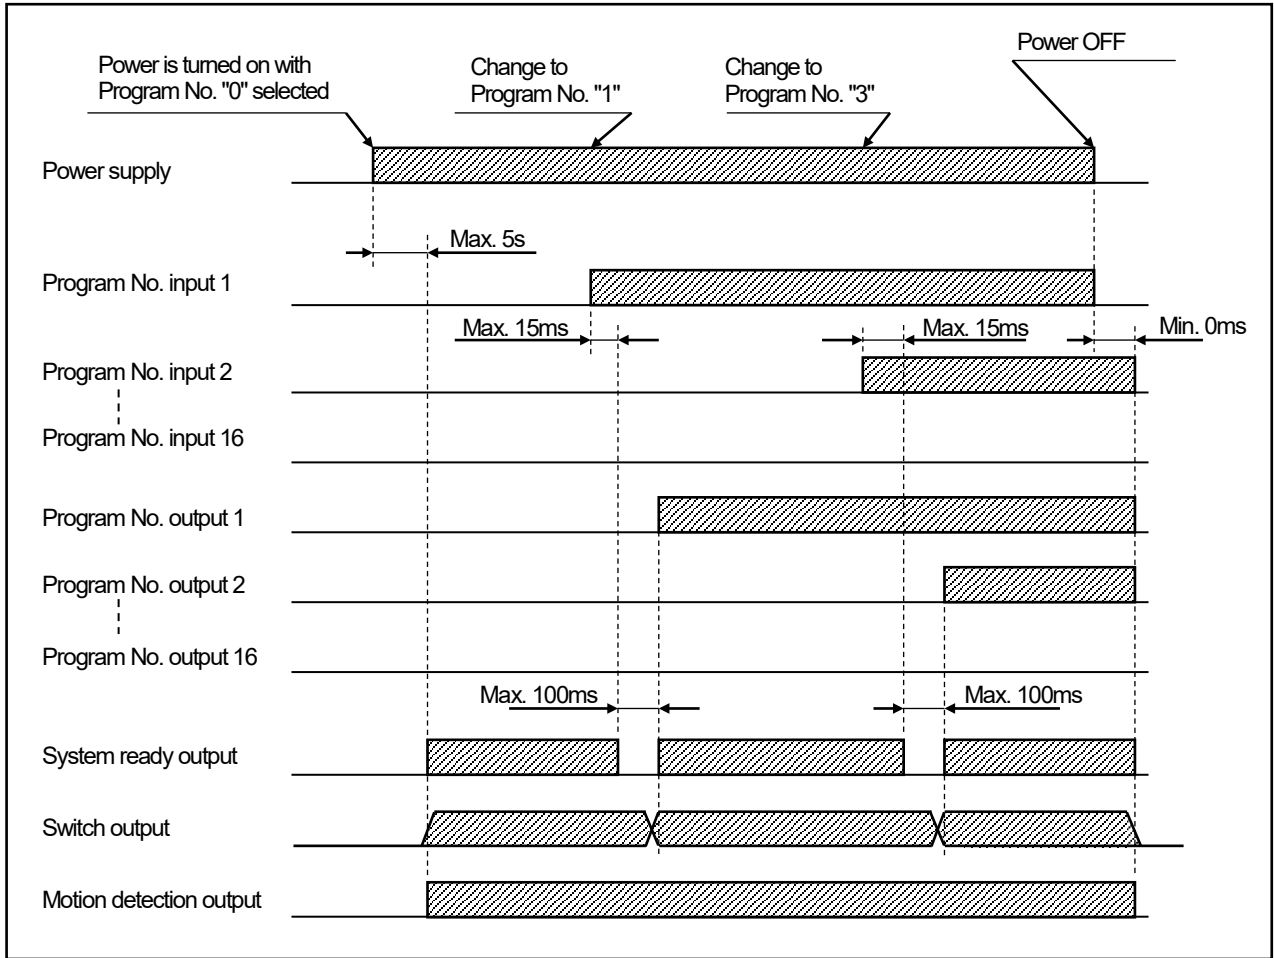 Power OFF
Power is turned on with
Program No. "0" selected
Change to
Program No. "1"
Change to
Program No. "3"
Power supply
Max. 5s
Program No. input 1
Max. 15ms
Max. 15ms
Min. 0ms
Program No. input 2
Program No. input 16
Program No. output 1
Program No. output 2
Program No. output 16
Max. 100ms
Max. 100ms
System ready output
Switch output
Motion detection output